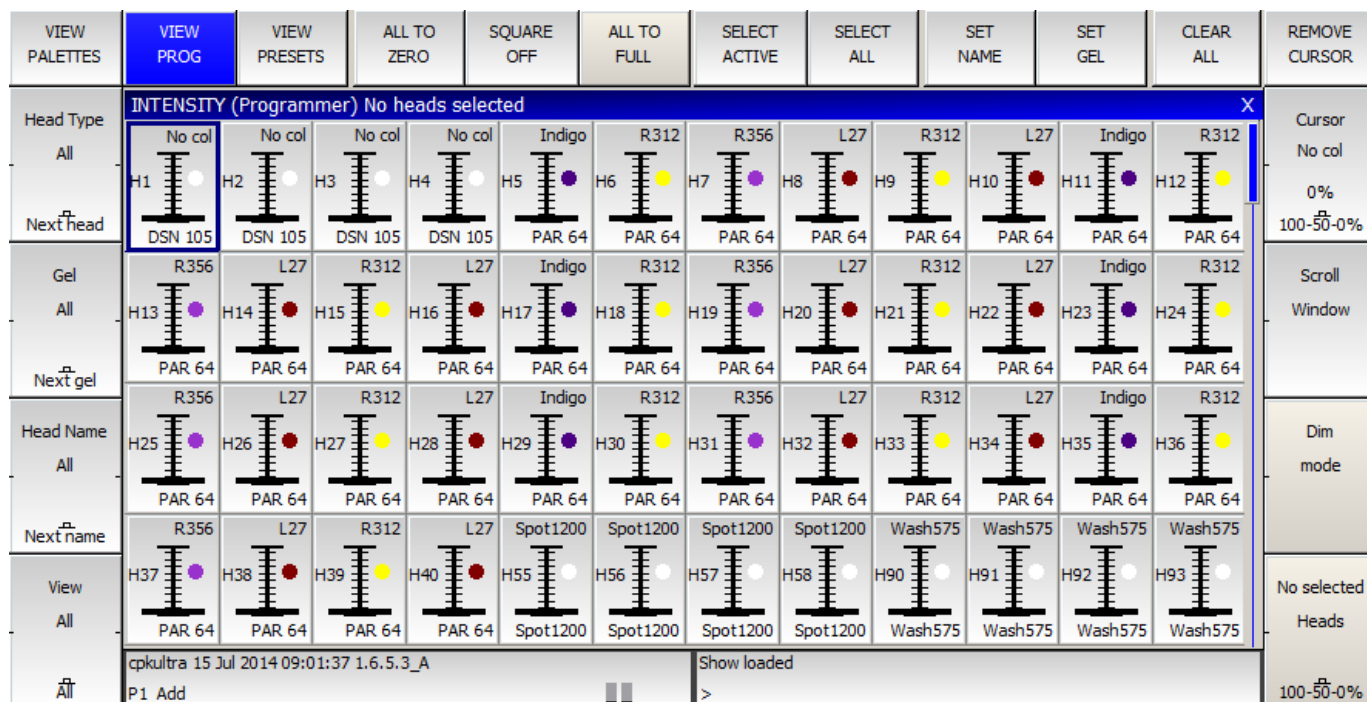 VIEW VIEW VIEW ALL TO SQUARE ALL TO SELECT SELECT SET SET CLEAR REMOVE
PALETTES PROG PRESETS ZERO OFF FULL ACTIVE ALL NAME GEL ALL CURSOR
Head Type
All
Next head
Gel
All
Next gel
Head Name
All
Next name
View
All
All
INTENSITY (Programmer) No heads selected X
No col No col No col No col Indigo R312 R356 L27 R312 L27 Indigo R312
H1 H2 H3 H4 H5 H6 H7 H8 H9 H10 H11 H12
DSN 105 DSN 105 DSN 105 DSN 105 PAR 64 PAR 64 PAR 64 PAR 64 PAR 64 PAR 64 PAR 64 PAR 64
R356 L27 R312 L27 Indigo R312 R356 L27 R312 L27 Indigo R312
H13 H14 H15 H16 H17 H18 H19 H20 H21 H22 H23 H24
PAR 64 PAR 64 PAR 64 PAR 64 PAR 64 PAR 64 PAR 64 PAR 64 PAR 64 PAR 64 PAR 64 PAR 64
R356 L27 R312 L27 Indigo R312 R356 L27 R312 L27 Indigo R312
H25 H26 H27 H28 H29 H30 H31 H32 H33 H34 H35 H36
PAR 64 PAR 64 PAR 64 PAR 64 PAR 64 PAR 64 PAR 64 PAR 64 PAR 64 PAR 64 PAR 64 PAR 64
R356 L27 R312 L27 Spot1200 Spot1200 Spot1200 Spot1200 Wash575 Wash575 Wash575 Wash575
H37 H38 H39 H40 H55 H56 H57 H58 H90 H91 H92 H93
PAR 64 PAR 64 PAR 64 PAR 64 Spot1200 Spot1200 Spot1200 Spot1200 Wash575 Wash575 Wash575 Wash575
cpkultra 15 Jul 2014 09:01:37 1.6.5.3_A
P1 Add
Show loaded
>
Cursor
No col
0%
100-50-0%
Scroll
Window
Dim
mode
No selected
Heads
100-50-0%